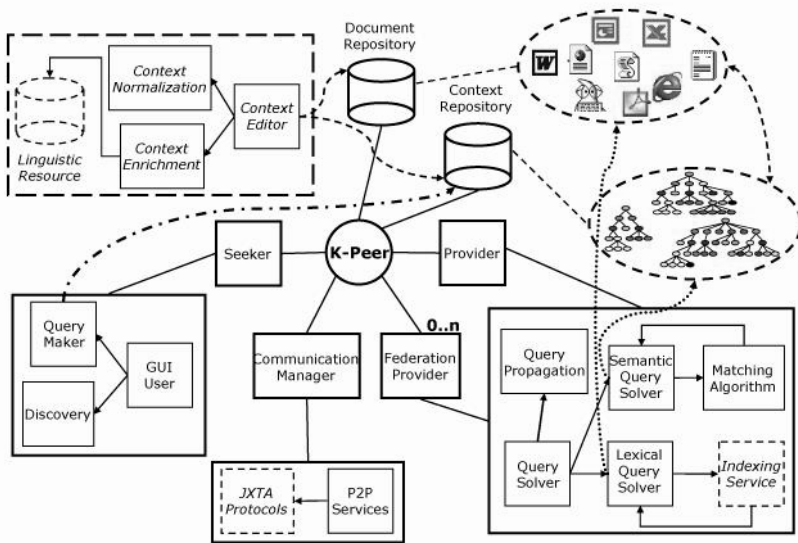 Document
Repository
Context
Normalization
Context
Editor
Context
Enrichment
Linguistic
Resource
Context
Repository
W
Seeker
K-Peer
Provider
0..n
Query
Maker
GUI
User
Discovery
Communication
Manager
Federation
Provider
JXTA
Protocols
P2P
Services
Query
Propagation
Semantic
Query
Solver
Matching
Algorithm
Query
Solver
Lexical
Query
Solver
Indexing
Service